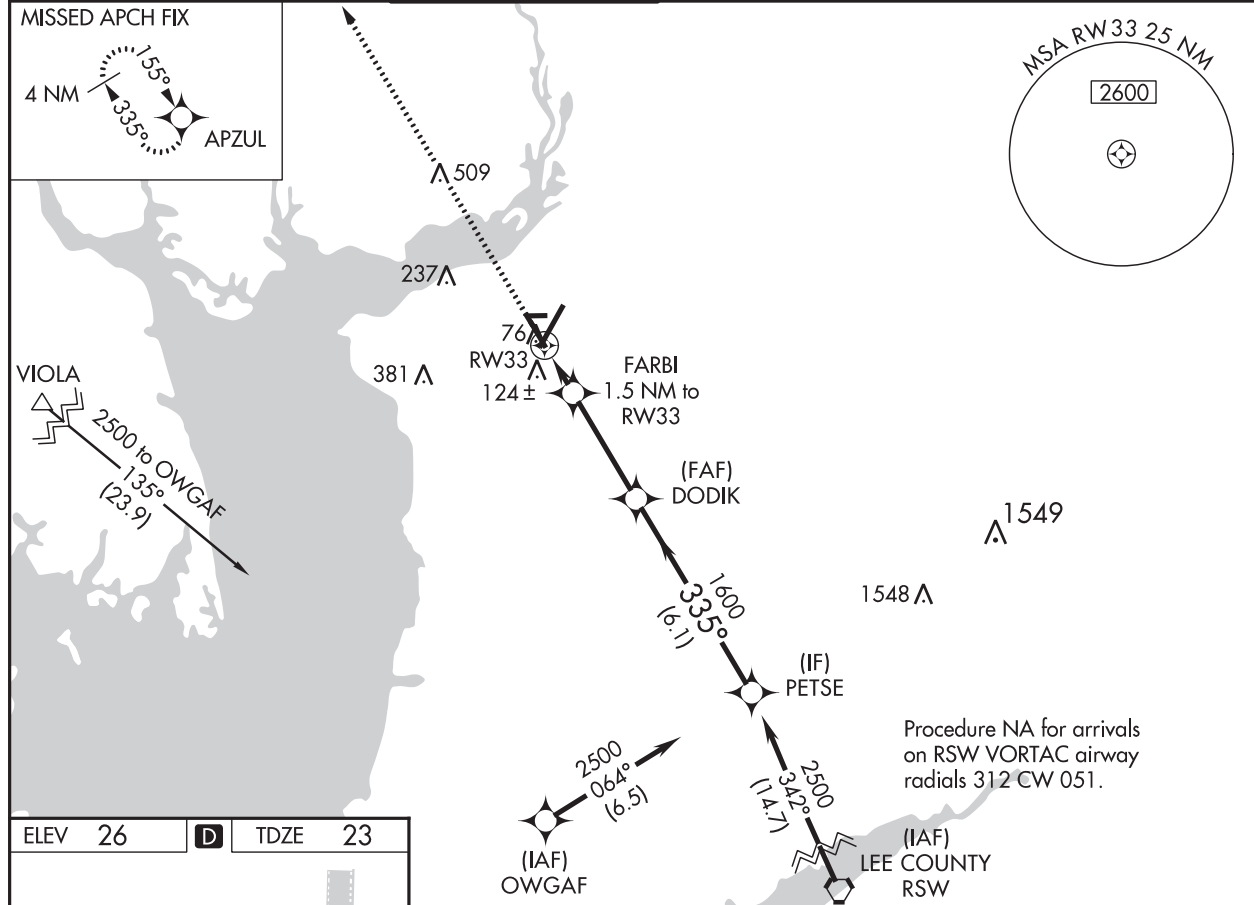 MISSED APCH FIX
4 NM
155°
335°
APZUL
MSA RW33 25 NM
2600
509
237
76
RW33
124 ±
381
FARBI
1.5 NM to
RW33
VIOLA
2500 to OWGAF
135°
(23.9)
(FAF)
DODIK
1549
1548
1600
335°
(6.1)
(IF)
PETSE
Procedure NA for arrivals
on RSW VORTAC airway
radials 312 CW 051.
2500
064°
(6.5)
2500
342°
(14.7)
(IAF)
OWGAF
(IAF)
LEE COUNTY
RSW
ELEV 26 D TDZE 23